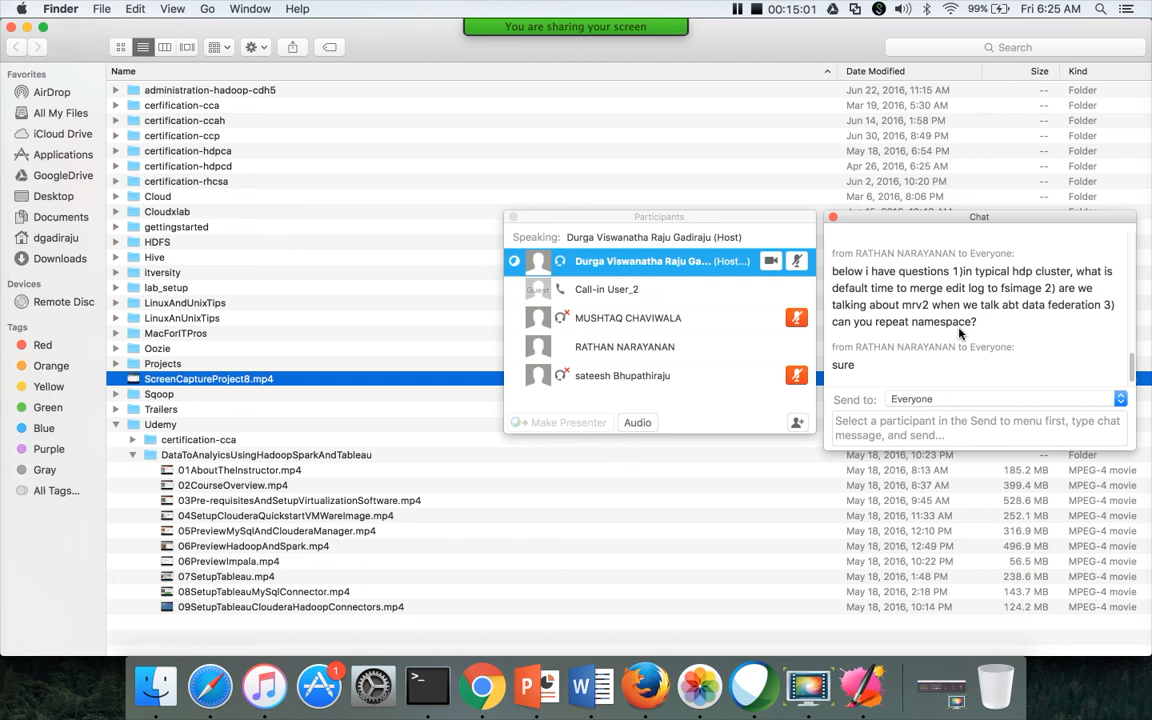 Finder File Edit View Go Window Help 00:15:01 99% Fri 6:25 AM
You are sharing your screen
Search
Favorites
AirDrop
All My Files
iCloud Drive
Applications
GoogleDrive
Desktop
Documents
dgadiraju
Downloads
Devices
Remote Disc
Tags
Red
Orange
Yellow
Green
Blue
Purple
Gray
All Tags...
Name Date Modified Size Kind
administration-hadoop-cdh5 Jun 22, 2016, 11:15 AM -- Folder
cerification-cca Mar 19, 2016, 5:30 AM -- Folder
certification-ccah Jun 14, 2016, 1:58 PM -- Folder
certification-ccp Jun 30, 2016, 8:49 PM -- Folder
certification-hdpca May 18, 2016, 6:54 PM -- Folder
certification-hdpcd Apr 26, 2016, 6:25 AM -- Folder
certification-rhcsa Jun 2, 2016, 10:20 PM -- Folder
Cloud
Cloudxlab
gettingstarted
HDFS
Hive
itversity
lab_setup
LinuxAndUnixTips
LinuxAnUnixTips
MacForITPros
Oozie
Projects
ScreenCaptureProject8.mp4
Sqoop
Trailers
Udemy
certification-cca
DataToAnalyicsUsingHadoopSparkAndTableau May 18, 2016, 10:23 PM -- Folder
01AboutTheInstructor.mp4 May 18, 2016, 8:13 AM 185.2 MB MPEG-4 movie
02CourseOverview.mp4 May 18, 2016, 8:37 AM 399.4 MB MPEG-4 movie
03Pre-requisitesAndSetupVirtualizationSoftware.mp4 May 18, 2016, 9:45 AM 528.6 MB MPEG-4 movie
04SetupClouderaQuickstartVMWareImage.mp4 May 18, 2016, 11:33 AM 252.1 MB MPEG-4 movie
05PreviewMySqlAndClouderaManager.mp4 May 18, 2016, 12:10 PM 316.9 MB MPEG-4 movie
06PreviewHadoopAndSpark.mp4 May 18, 2016, 12:49 PM 496.9 MB MPEG-4 movie
06PreviewImpala.mp4 May 18, 2016, 10:22 PM 56.5 MB MPEG-4 movie
07SetupTableau.mp4 May 18, 2016, 1:48 PM 238.6 MB MPEG-4 movie
08SetupTableauMySqlConnector.mp4 May 18, 2016, 2:18 PM 143.7 MB MPEG-4 movie
09SetupTableauClouderaHadoopConnectors.mp4 May 18, 2016, 10:14 PM 124.2 MB MPEG-4 movie
Participants
Speaking: Durga Viswanatha Raju Gadiraju (Host)
Durga Viswanatha Raju Ga... (Host...)
Guest Call-in User_2
MUSHTAQ CHAVIWALA
RATHAN NARAYANAN
sateesh Bhupathiraju
Make Presenter Audio
Chat
from RATHAN NARAYANAN to Everyone:
below i have questions 1)in typical hdp cluster, what is
default time to merge edit log to fsimage 2) are we
talking about mrv2 when we talk abt data federation 3)
can you repeat namespace?
from RATHAN NARAYANAN to Everyone:
sure
Send to: Everyone
Select a participant in the Send to menu first, type chat
message, and send...
1